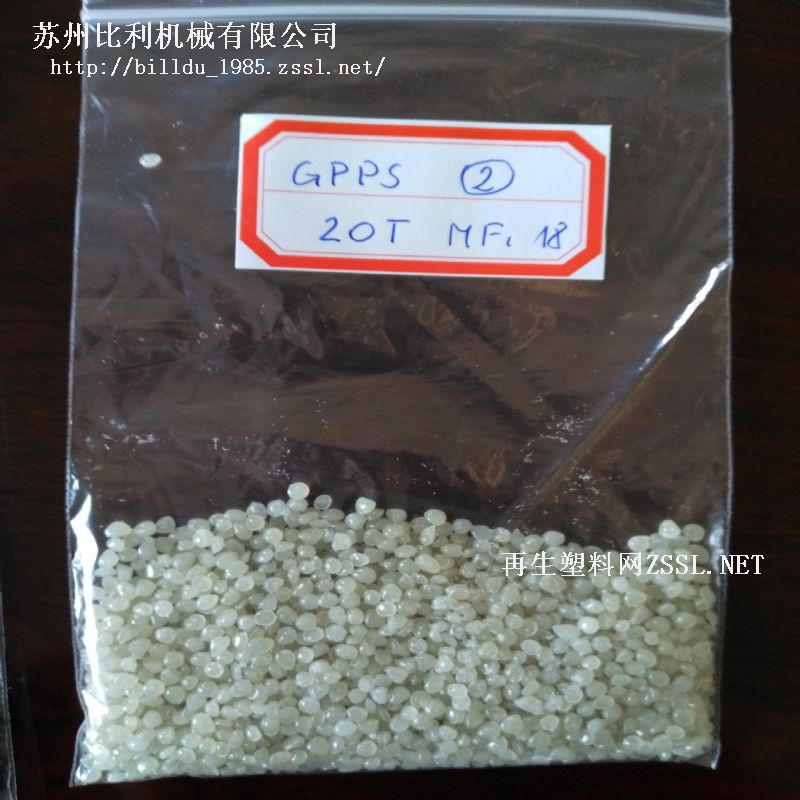 苏州比利机械有限公司
http://billdu_1985.zssl.net/
GPPS ②
20T MF. 18
再生塑料网ZSSL.NET